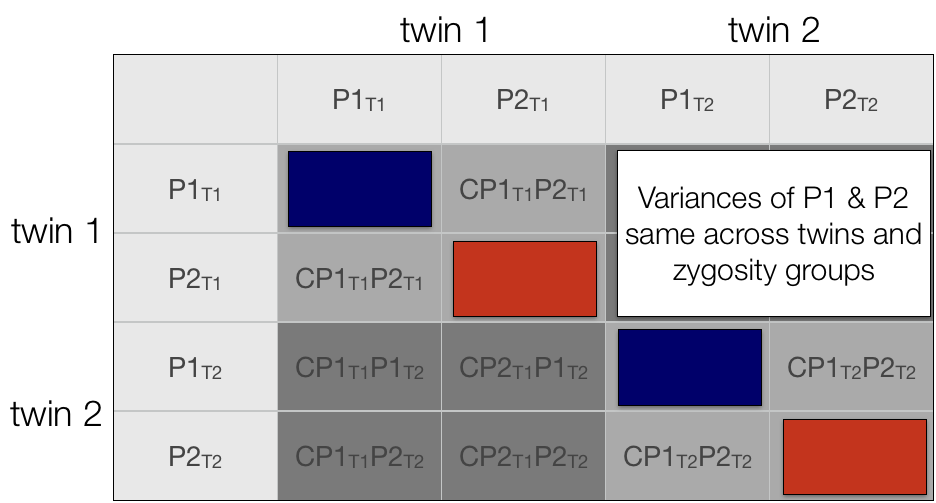 twin 1 twin 2
P1T1 P2T1 P1T2 P2T2
twin 1
P1T1 CP1T1P2T1
Variances of P1 & P2
same across twins and
zygosity groups
P2T1 CP1T1P2T1
twin 2
P1T2 CP1T1P1T2 CP2T1P1T2 CP1T2P2T2
P2T2 CP1T1P2T2 CP2T1P2T2 CP1T2P2T2